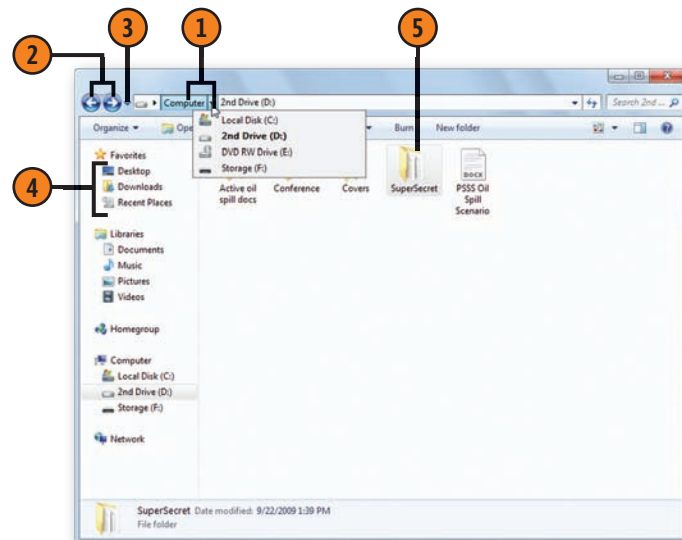 1
2
3
5
4
Computer
2nd Drive (D:)
Search 2nd ...
Organize
Ope
Burn
New folder
Local Disk (C:)
2nd Drive (D:)
DVD RW Drive (E:)
Storage (F:)
Favorites
Desktop
Downloads
Recent Places
Libraries
Documents
Music
Pictures
Videos
Homegroup
Computer
Local Disk (C:)
2nd Drive (D:)
Storage (F:)
Network
Active oil
spill docs
Conference
Covers
SuperSecret
DOCX
PSSS Oil
Spill
Scenario
SuperSecret Date modified: 9/22/2009 1:39 PM
File folder